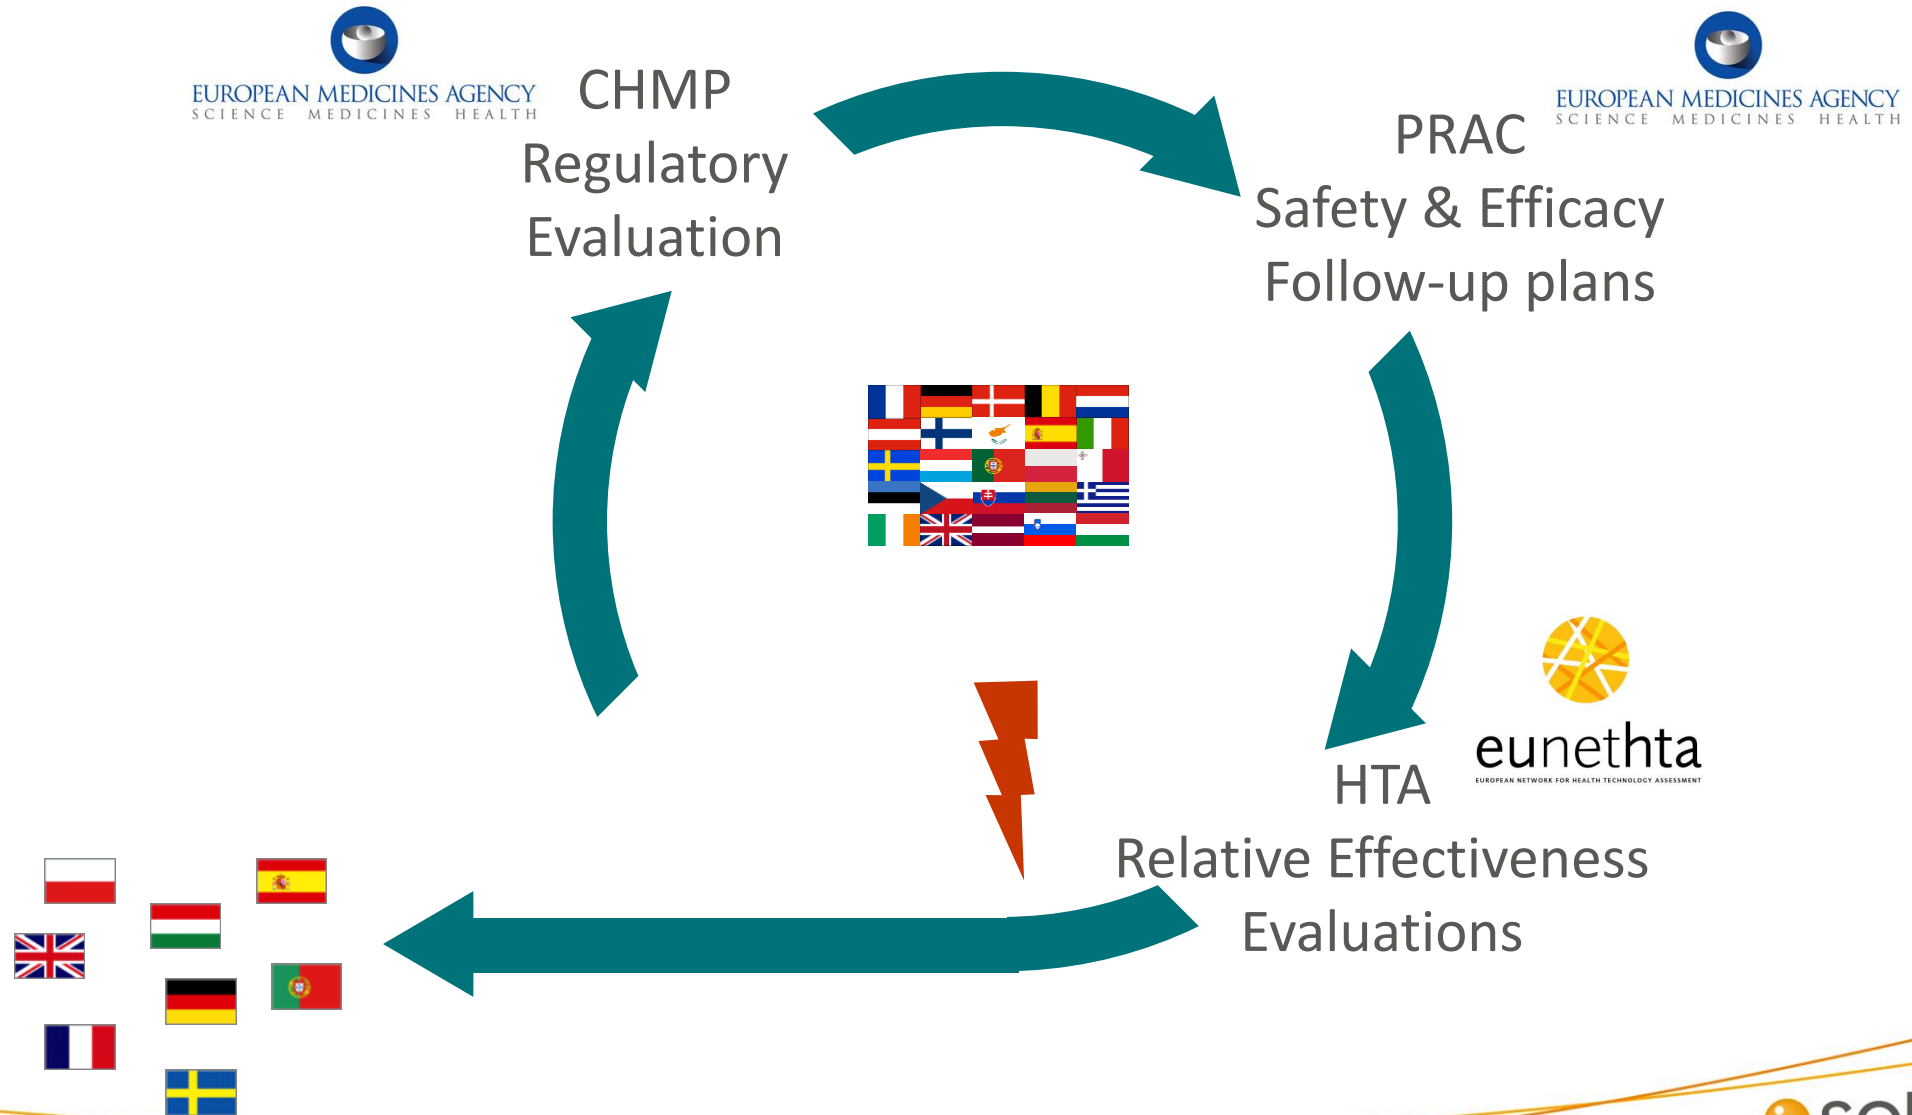 EUROPEAN MEDICINES AGENCY
SCIENCE MEDICINES HEALTH
CHMP
Regulatory
Evaluation
EUROPEAN MEDICINES AGENCY
SCIENCE MEDICINES HEALTH
PRAC
Safety & Efficacy
Follow-up plans
eunethta
EUROPEAN NETWORK FOR HEALTH TECHNOLOGY ASSESSMENT
HTA
Relative Effectiveness
Evaluations